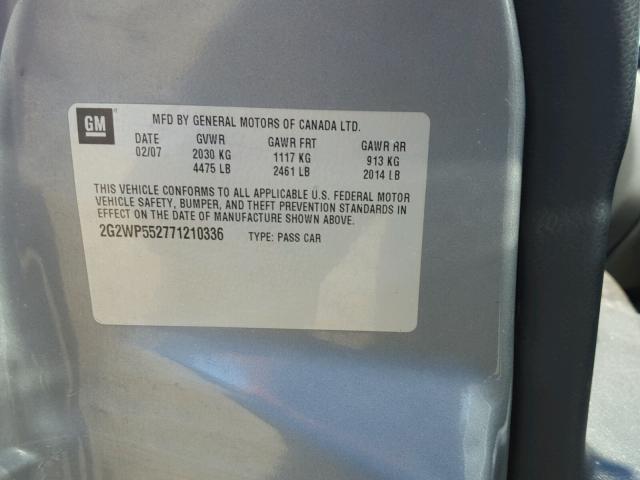 GM
MFD BY GENERAL MOTORS OF CANADA LTD.
DATE GVWR GAWR FRT GAWR RR
02/07 2030 KG 1117 KG 913 KG
4475 LB 2461 LB 2014 LB
THIS VEHICLE CONFORMS TO ALL APPLICABLE U.S. FEDERAL MOTOR
VEHICLE SAFETY, BUMPER, AND THEFT PREVENTION STANDARDS IN
EFFECT ON THE DATE OF MANUFACTURE SHOWN ABOVE.
2G2WP552771210336 TYPE: PASS CAR